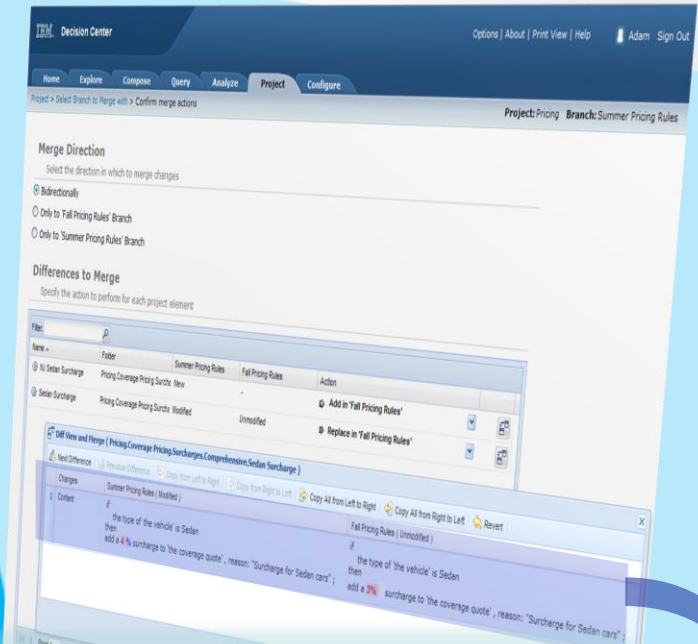 IBM. Decision Center
Options | About | Print View | Help Adam Sign Out
Home Explore Compose Query Analyze Project Configure
Project > Select Branch to Merge with > Confirm merge actions
Project: Pricing Branch: Summer Pricing Rules
Merge Direction
Select the direction in which to merge changes
Bidirectionally
Only to 'Fall Pricing Rules' Branch
Only to 'Summer Pricing Rules' Branch
Differences to Merge
Specify the action to perform for each project element
Filter:
Name Folder Summer Pricing Rules Fall Pricing Rules Action
NJ Sedan Surcharge Pricing Coverage Pricing Surcha New - Add in 'Fall Pricing Rules'
Sedan Surcharge Pricing Coverage Pricing Surcha Modified Unmodified Replace in 'Fall Pricing Rules'
Diff View and Merge ( Pricing.Coverage Pricing.Surcharges.Comprehensive.Sedan Surcharge )
Next Difference Previous Difference Copy from Left to Right Copy from Right to Left Copy All from Left to Right Copy All from Right to Left Revert
Changes Summer Pricing Rules ( Modified ) Fall Pricing Rules ( Unmodified )
1 Content if if
the type of 'the vehicle' is Sedan the type of 'the vehicle' is Sedan
then then
add a 4 % surcharge to 'the coverage quote' , reason: "Surcharge for Sedan cars" ; add a 3% surcharge to 'the coverage quote' , reason: "Surcharge for Sedan cars" ;